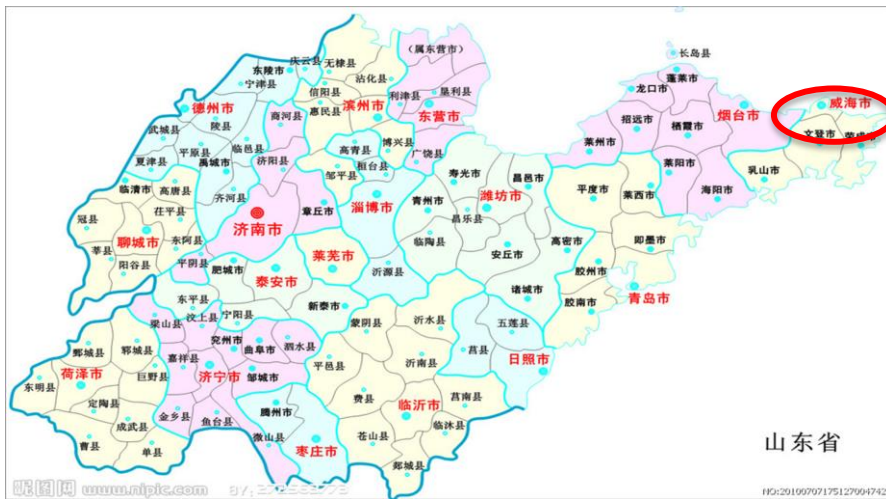 长岛县
庆云县
无棣县
(属东营市)
蓬莱市
东陵市
沾化县
龙口市
宁津县
信阳县
利津县
垦利县
威海市
德州市
滨州市
东营市
烟台市
商河县
惠民县
招远市
栖霞市
武城县
陵县
文登市
荣成市
博兴县
广饶县
莱州市
平原县
临邑县
高青县
夏津县
禹城市
济阳县
桓台县
莱阳市
乳山市
邹平县
寿光市
昌邑市
临清市
高唐县
海阳市
齐河县
章丘市
淄博市
青州市
潍坊市
平度市
莱西市
冠县
茌平县
济南市
昌乐县
聊城市
东阿县
临陶县
高密市
即墨市
莘县
莱芜市
安丘市
阳谷县
平阴县
肥城市
泰安市
沂源县
胶州市
诸城市
青岛市
东平县
新泰市
胶南市
汶上县
宁阳县
梁山县
蒙阴县
沂水县
五莲县
兖州市
鄄城县
郓城县
嘉祥县
曲阜市
泗水县
莒县
日照市
平邑县
沂南县
荷泽市
巨野县
济宁市
邹城市
东明县
费县
莒南县
定陶县
临沂市
金乡县
鱼台县
腾州市
成武县
苍山县
临沭县
曹县
单县
微山县
枣庄市
郯城县
山东省
昵图网 www.nipic.com
NO:20100707175127004742